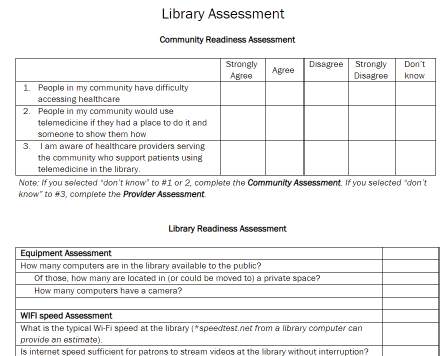 Library Assessment
Community Readiness Assessment
Strongly Agree Agree Disagree Strongly Disagree Don't know
1. People in my community have difficulty
accessing healthcare
2. People in my community would use
telemedicine if they had a place to do it and
someone to show them how
3. I am aware of healthcare providers serving
the community who support patients using
telemedicine in the library.
Note: If you selected "don't know" to #1 or 2, complete the Community Assessment. If you selected "don't
know" to #3, complete the Provider Assessment.
Library Readiness Assessment
Equipment Assessment
How many computers are in the library available to the public?
Of those, how many are located in (or could be moved to) a private space?
How many computers have a camera?
WIFI speed Assessment
What is the typical Wi-Fi speed at the library (*speedtest.net from a library computer can
provide an estimate).
Is internet speed sufficient for patrons to stream videos at the library without interruption?